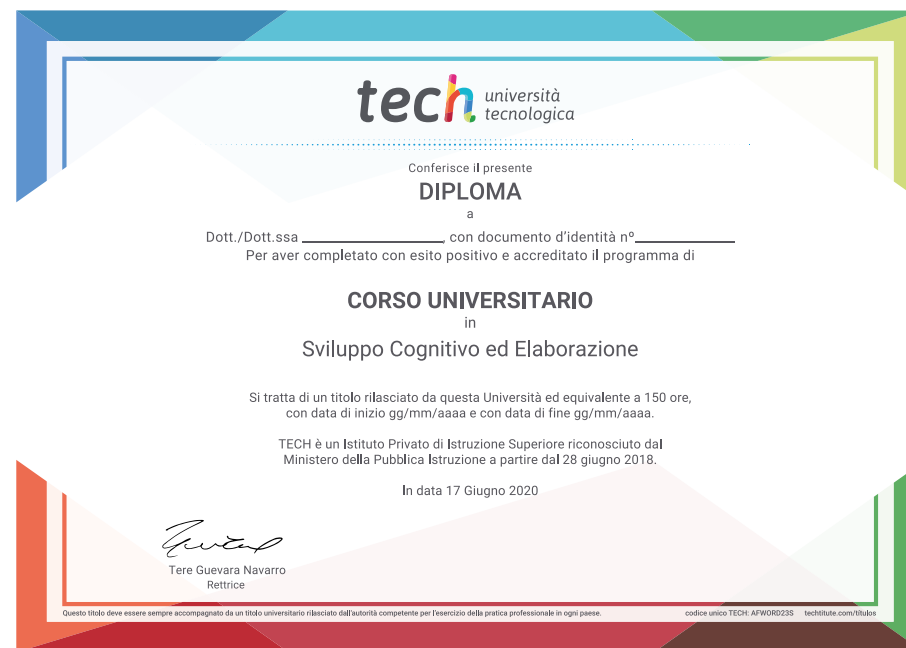 tech università
tecnologica
Conferisce il presente
DIPLOMA
a
Dott./Dott.ssa ______________, con documento d'identità nº__________
Per aver completato con esito positivo e accreditato il programma di
CORSO UNIVERSITARIO
in
Sviluppo Cognitivo ed Elaborazione
Si tratta di un titolo rilasciato da questa Università ed equivalente a 150 ore,
con data di inizio gg/mm/aaaa e con data di fine gg/mm/aaaa.
TECH è un Istituto Privato di Istruzione Superiore riconosciuto dal
Ministero della Pubblica Istruzione a partire dal 28 giugno 2018.
In data 17 Giugno 2020
Tere Guevara Navarro
Rettrice
Questo titolo deve essere sempre accompagnato da un titolo universitario rilasciato dall'autorità competente per l'esercizio della pratica professionale in ogni paese. codice unico TECH: AFWORD23S techtitute.com/títulos